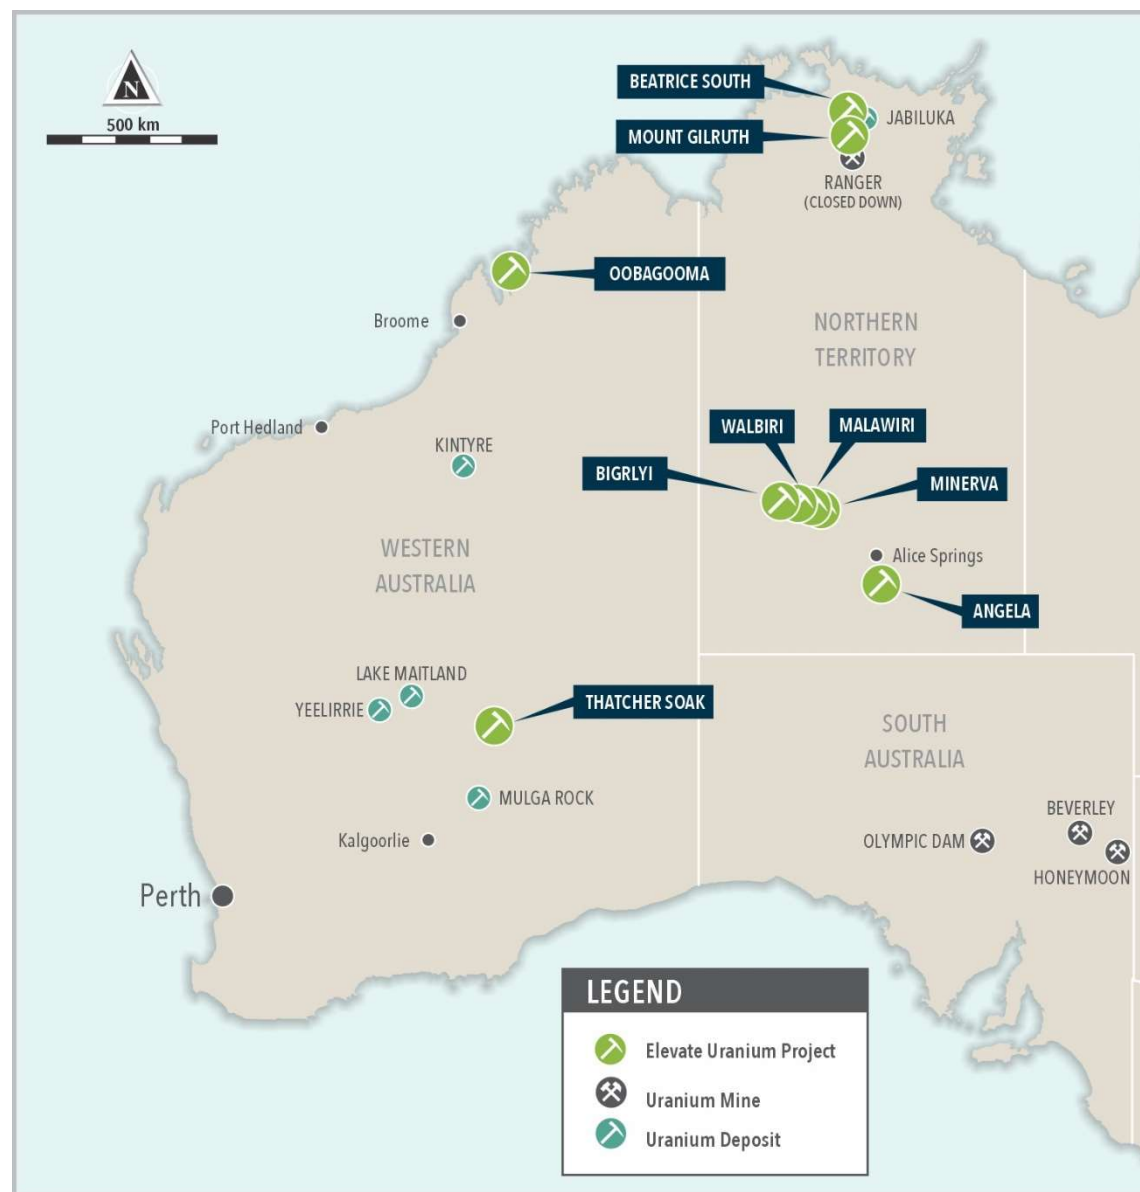 N
500 km
BEATRICE SOUTH
JABILUKA
MOUNT GILRUTH
RANGER
(CLOSED DOWN)
OOBAGOOMA
Broome
NORTHERN
TERRITORY
Port Hedland
KINTYRE
WALBIRI
MALAWIRI
BIGRLYI
MINERVA
WESTERN
AUSTRALIA
Alice Springs
ANGELA
LAKE MAITLAND
YEELIRRIE
THATCHER SOAK
SOUTH
AUSTRALIA
MULGA ROCK
Kalgoorlie
BEVERLEY
OLYMPIC DAM
HONEYMOON
Perth
LEGEND
Elevate Uranium Project
Uranium Mine
Uranium Deposit